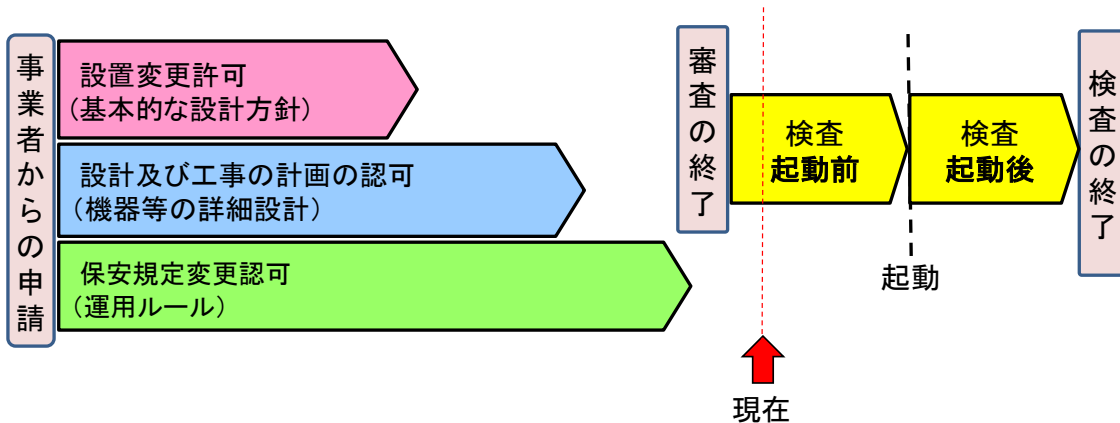 事業者からの申請
設置変更許可
（基本的な設計方針）
設計及び工事の計画の認可
（機器等の詳細設計）
保安規定変更認可
（運用ルール）
審査の終了
検査
起動前
検査
起動後
検査の終了
起動
現在